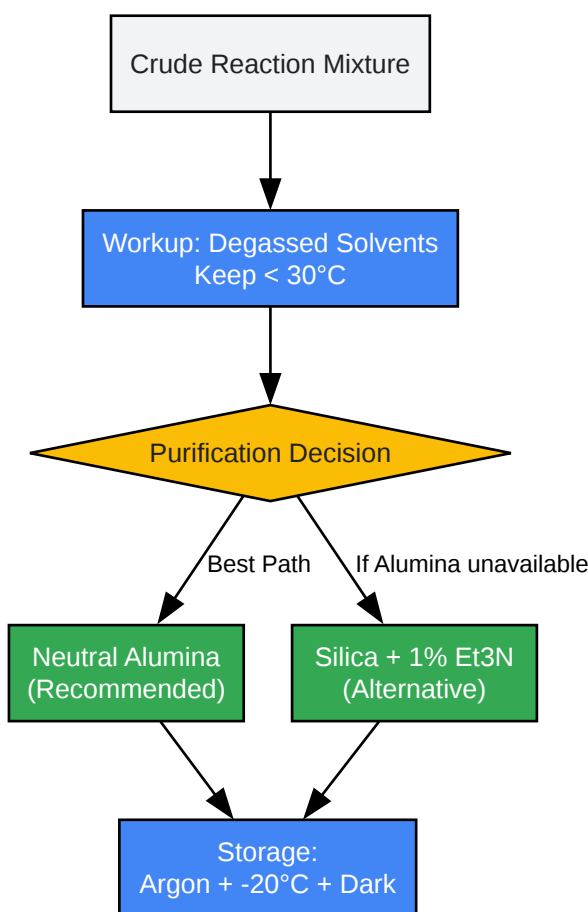 Crude Reaction Mixture
Workup: Degassed Solvents
Keep < 30°C
Purification Decision
Best Path
If Alumina unavailable
Neutral Alumina
(Recommended)
Silica + 1% Et3N
(Alternative)
Storage:
Argon + -20°C + Dark